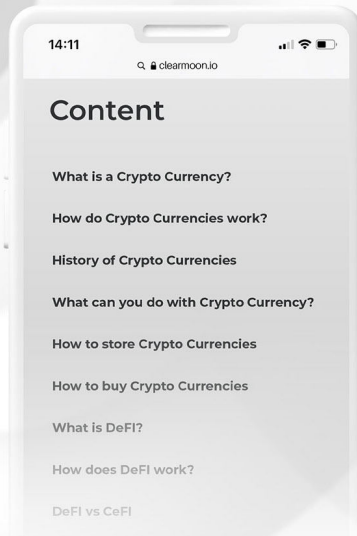 14:11
clearmoon.io
Content
What is a Crypto Currency?
How do Crypto Currencies work?
History of Crypto Currencies
What can you do with Crypto Currency?
How to store Crypto Currencies
How to buy Crypto Currencies
What is DeFI?
How does DeFI work?
DeFI vs CeFI